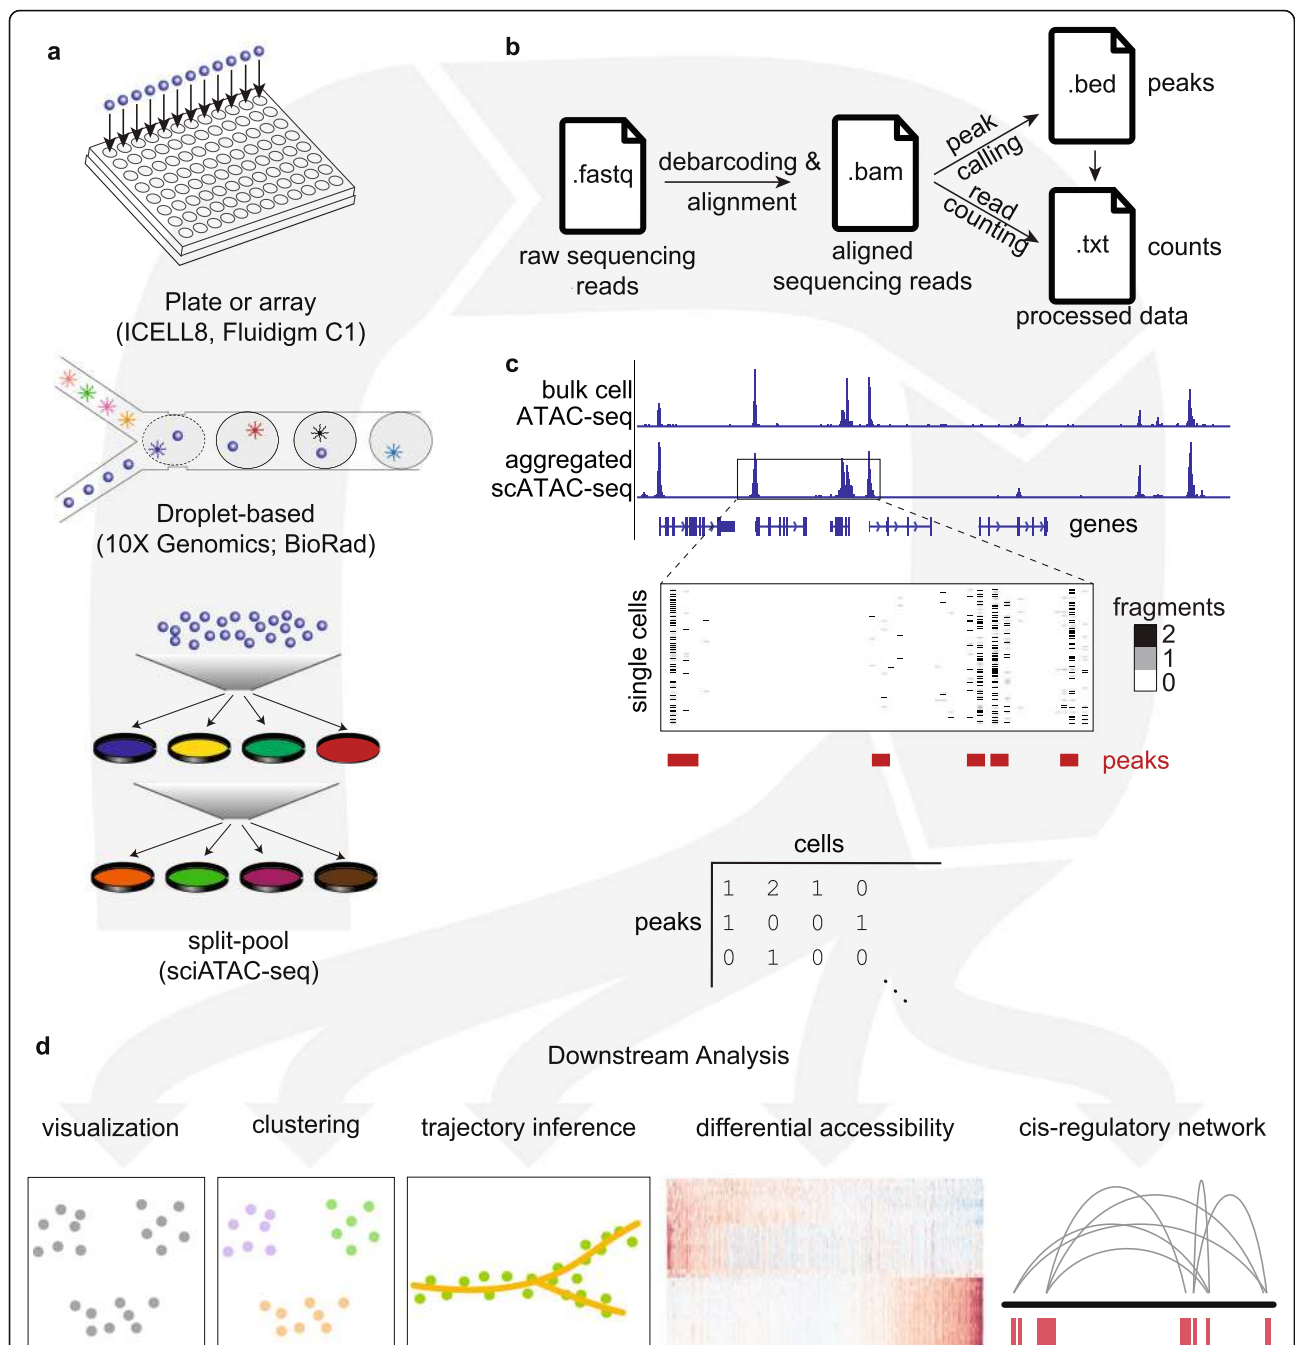 a
Plate or array
(ICELL8, Fluidigm C1)
Droplet-based
(10X Genomics; BioRad)
split-pool
(sciATAC-seq)
b
.fastq
raw sequencing
reads
debarcoding &
alignment
.bam
aligned
sequencing reads
peak
calling
read
counting
.bed
peaks
.txt
counts
processed data
c
bulk cell
ATAC-seq
aggregated
scATAC-seq
genes
single cells
fragments
2
1
0
peaks
cells
peaks
1 2 1 0
1 0 0 1
0 1 0 0
d
Downstream Analysis
visualization
clustering
trajectory inference
differential accessibility
cis-regulatory network